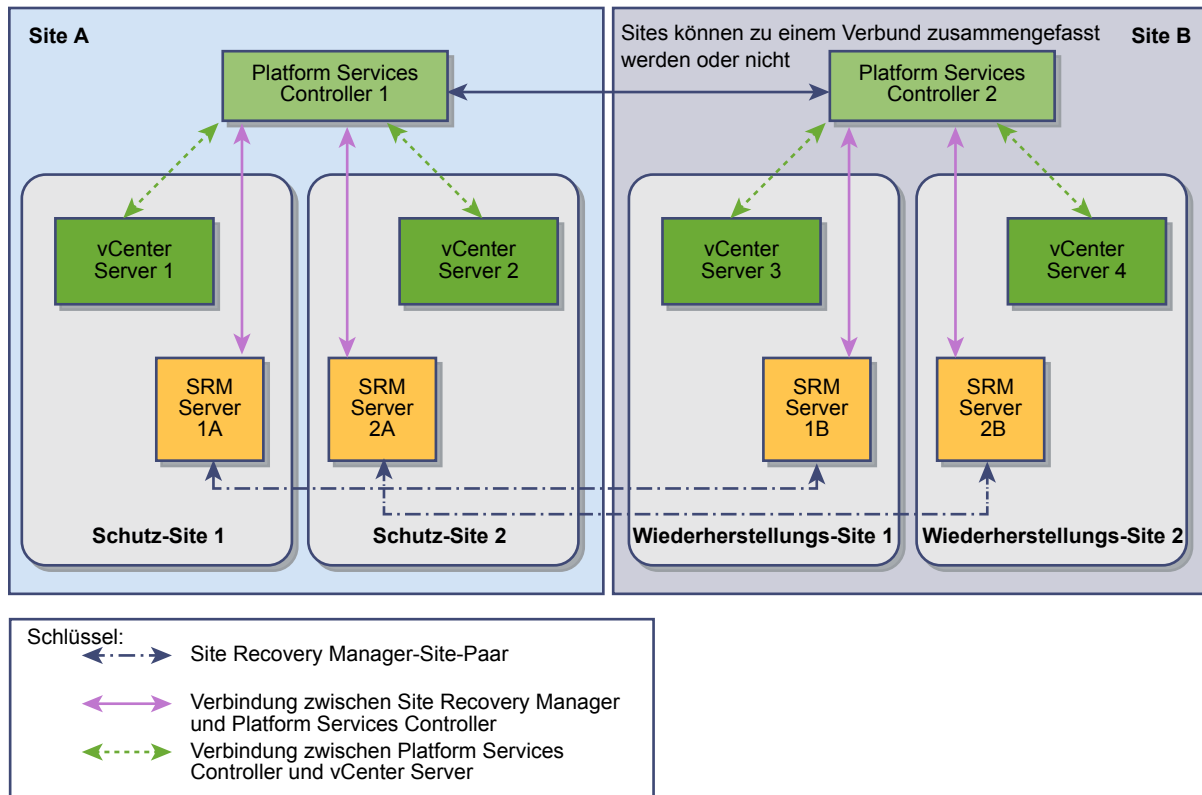 Site A
Platform Services
Controller 1
Sites können zu einem Verbund zusammengefasst
werden oder nicht
Site B
Platform Services
Controller 2
vCenter
Server 1
vCenter
Server 2
vCenter
Server 3
vCenter
Server 4
SRM
Server
1A
SRM
Server
2A
SRM
Server
1B
SRM
Server
2B
Schutz-Site 1
Schutz-Site 2
Wiederherstellungs-Site 1
Wiederherstellungs-Site 2
Schlüssel:
Site Recovery Manager-Site-Paar
Verbindung zwischen Site Recovery Manager
und Platform Services Controller
Verbindung zwischen Platform Services
Controller und vCenter Server